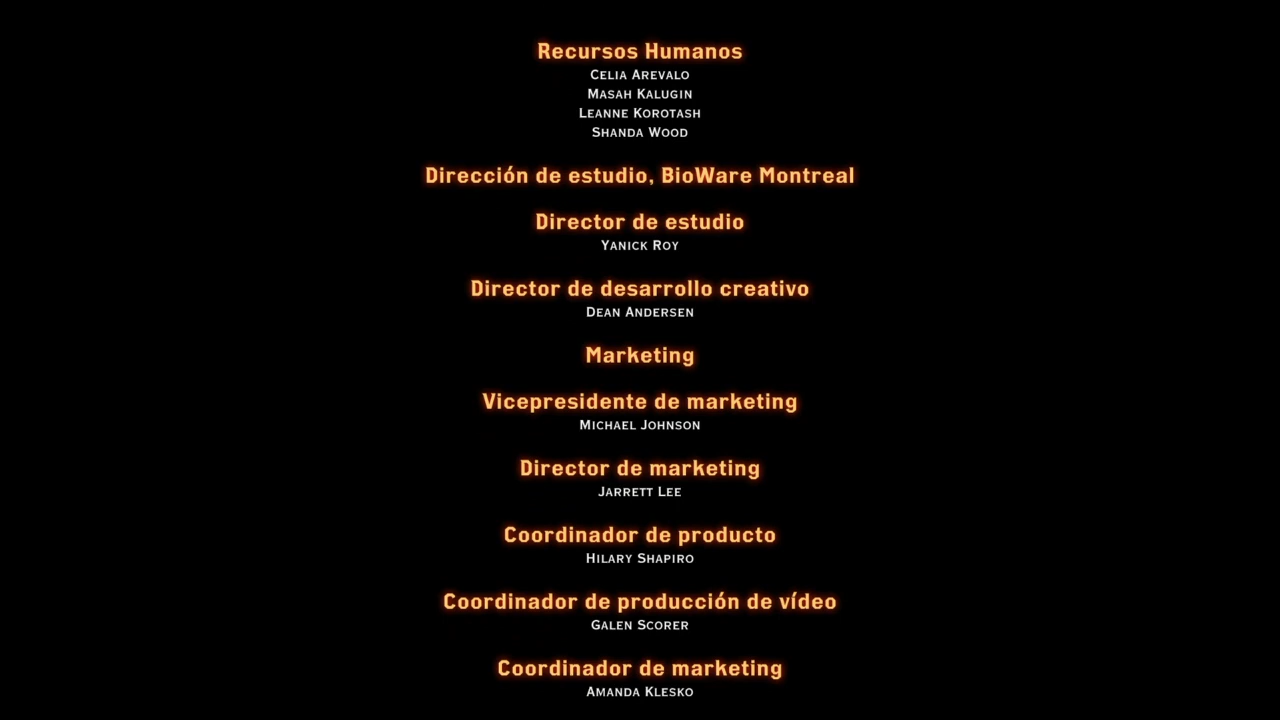 Recursos Humanos
Celia Arevalo
Masah Kalugin
Leanne Korotash
Shanda Wood
Dirección de estudio, BioWare Montreal
Director de estudio
Yanick Roy
Director de desarrollo creativo
Dean Andersen
Marketing
Vicepresidente de marketing
Michael Johnson
Director de marketing
Jarrett Lee
Coordinador de producto
Hilary Shapiro
Coordinador de producción de vídeo
Galen Scorer
Coordinador de marketing
Amanda Klesko